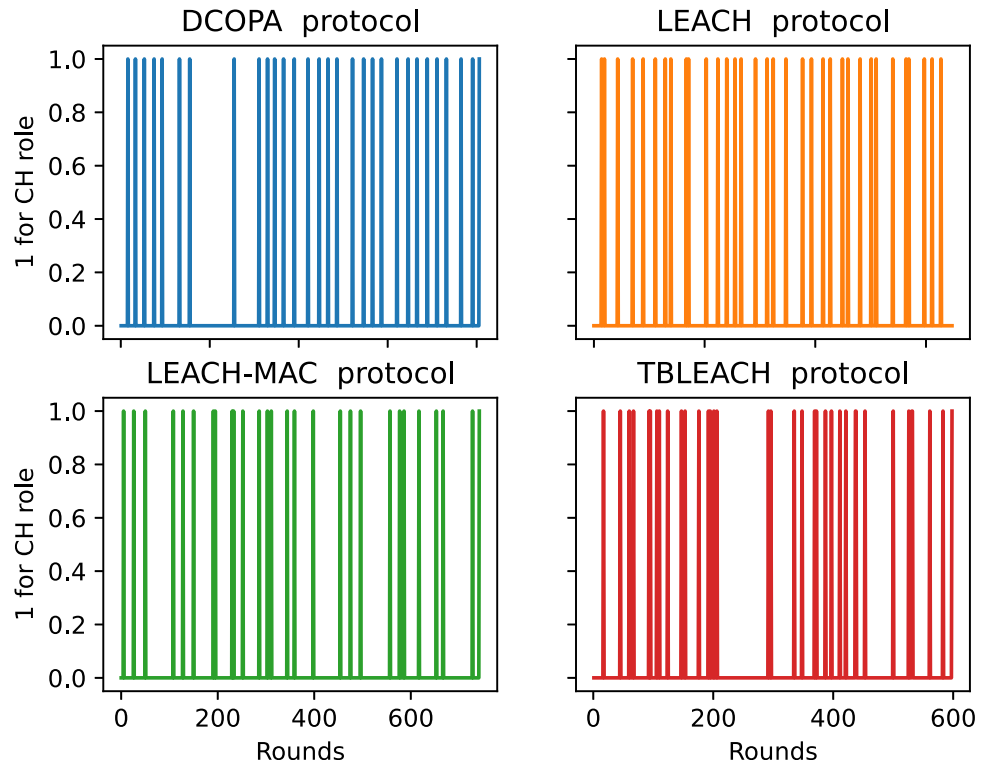 DCOPA protocol
LEACH protocol
1.0
0.8
0.6
0.4
0.2
0.0
1 for CH role
LEACH-MAC protocol
TBLEACH protocol
1.0
0.8
0.6
0.4
0.2
0.0
1 for CH role
0 200 400 600
Rounds
0 200 400 600
Rounds